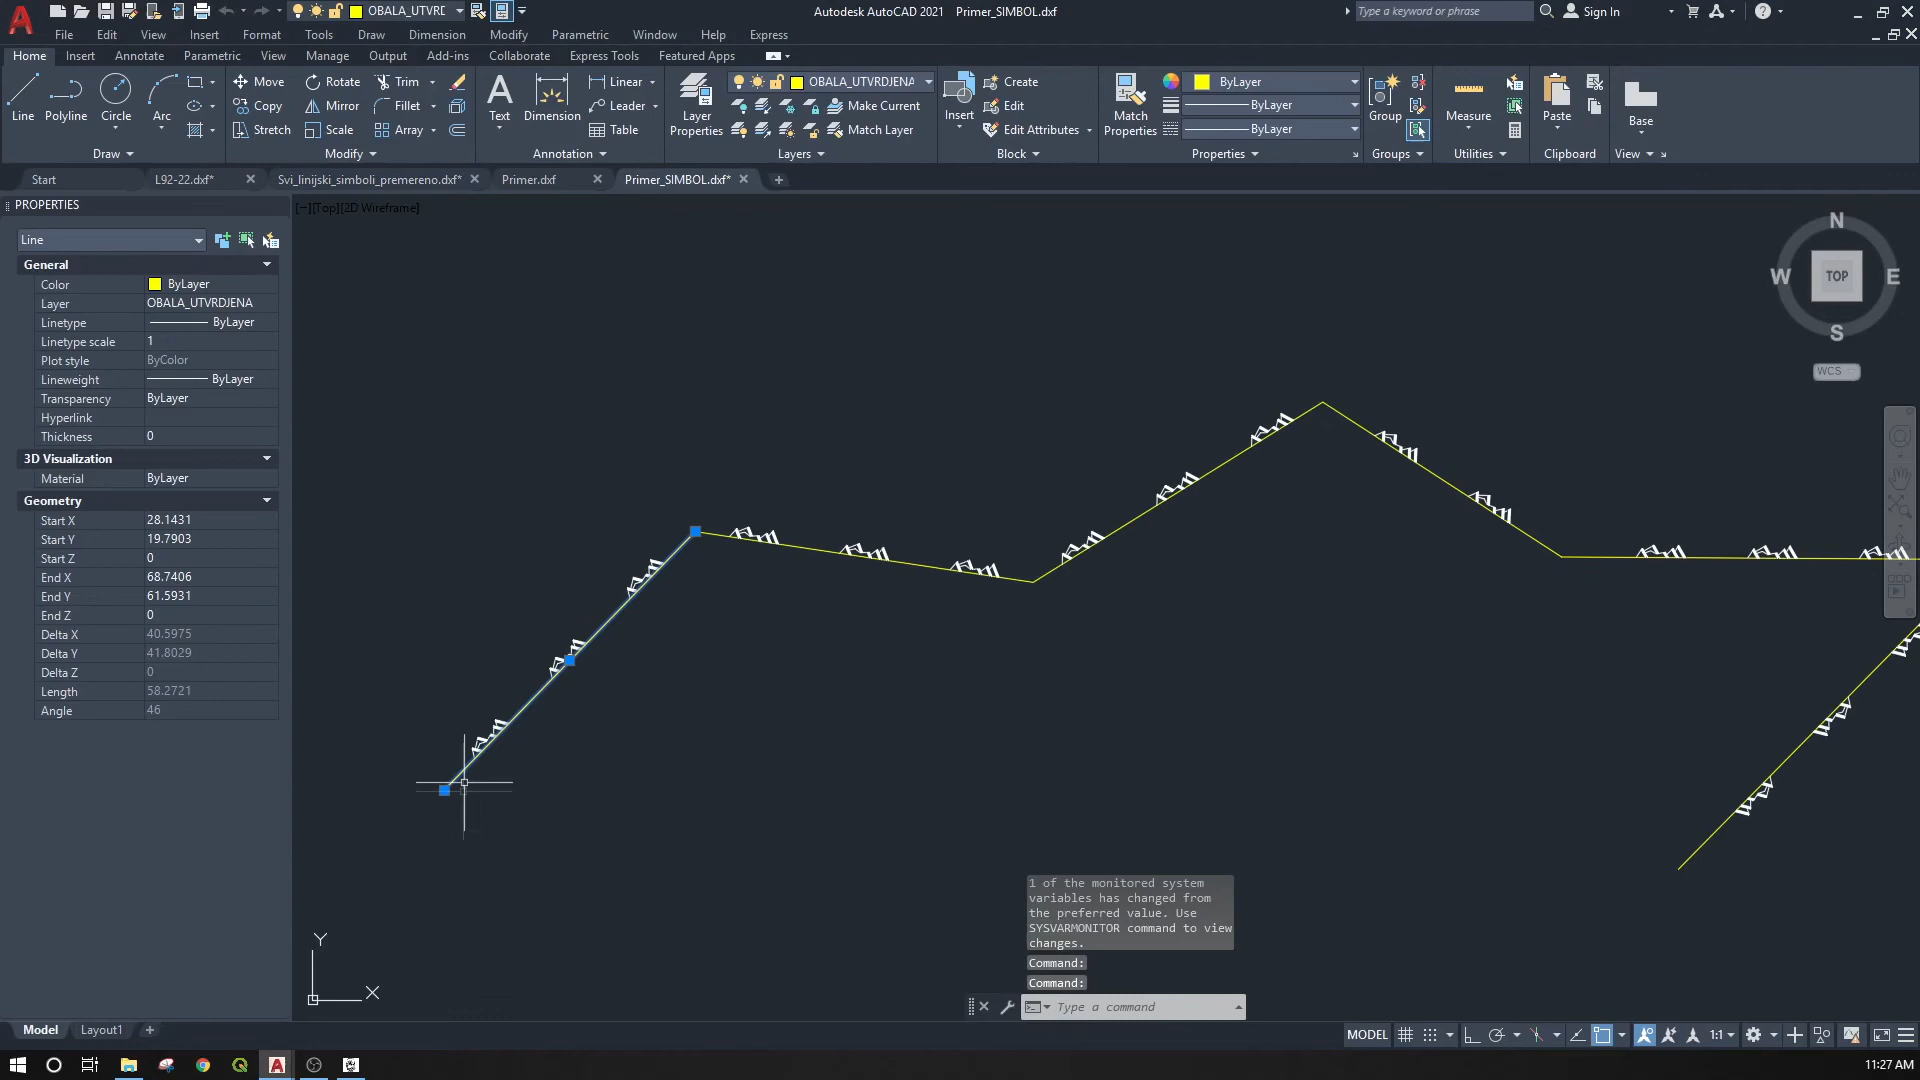 OBALA_UTVRD
Autodesk AutoCAD 2021 Primer_SIMBOL.dxf
Type a keyword or phrase
Sign In
File Edit View Insert Format Tools Draw Dimension Modify Parametric Window Help Express
Home Insert Annotate Parametric View Manage Output Add-ins Collaborate Express Tools Featured Apps
Line Polyline Circle Arc
Move Rotate Trim
Copy Mirror Fillet
Stretch Scale Array
Text Dimension
Linear
Leader
Table
Layer Properties
OBALA_UTVRDJENA
Make Current
Match Layer
Insert
Create
Edit
Edit Attributes
Match Properties
ByLayer
ByLayer
ByLayer
Group Measure Paste Base
Draw Modify Annotation Layers Block Properties Groups Utilities Clipboard View
Start L92-22.dxf* Svi_linijski_simboli_premereno.dxf* Primer.dxf Primer_SIMBOL.dxf*
PROPERTIES
[−][Top][2D Wireframe]
Line
General
Color ByLayer
Layer OBALA_UTVRDJENA
Linetype ByLayer
Linetype scale 1
Plot style ByColor
Lineweight ByLayer
Transparency ByLayer
Hyperlink
Thickness 0
3D Visualization
Material ByLayer
Geometry
Start X 28.1431
Start Y 19.7903
Start Z 0
End X 68.7406
End Y 61.5931
End Z 0
Delta X 40.5975
Delta Y 41.8029
Delta Z 0
Length 58.2721
Angle 46
N
W TOP E
S
WCS
1 of the monitored system
variables has changed from
the preferred value. Use
SYSVARMONITOR command to view
changes.
Command:
Command:
Type a command
Y
X
Model Layout1
MODEL 1:1
11:27 AM